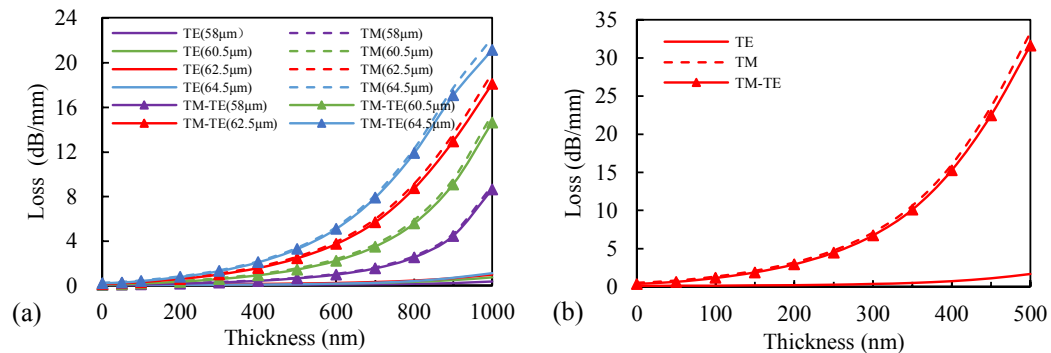 24
20
16
12
8
4
0
Loss (dB/mm)
TE(58μm）
TM(58μm)
TE(60.5μm)
TM(60.5μm)
TE(62.5μm)
TM(62.5μm)
TE(64.5μm)
TM(64.5μm)
TM-TE(58μm)
TM-TE(60.5μm)
TM-TE(62.5μm)
TM-TE(64.5μm)
0 200 400 600 800 1000
Thickness (nm)
(a)
35
30
25
20
15
10
5
0
Loss (dB/mm)
TE
TM
TM-TE
0 100 200 300 400 500
Thickness (nm)
(b)